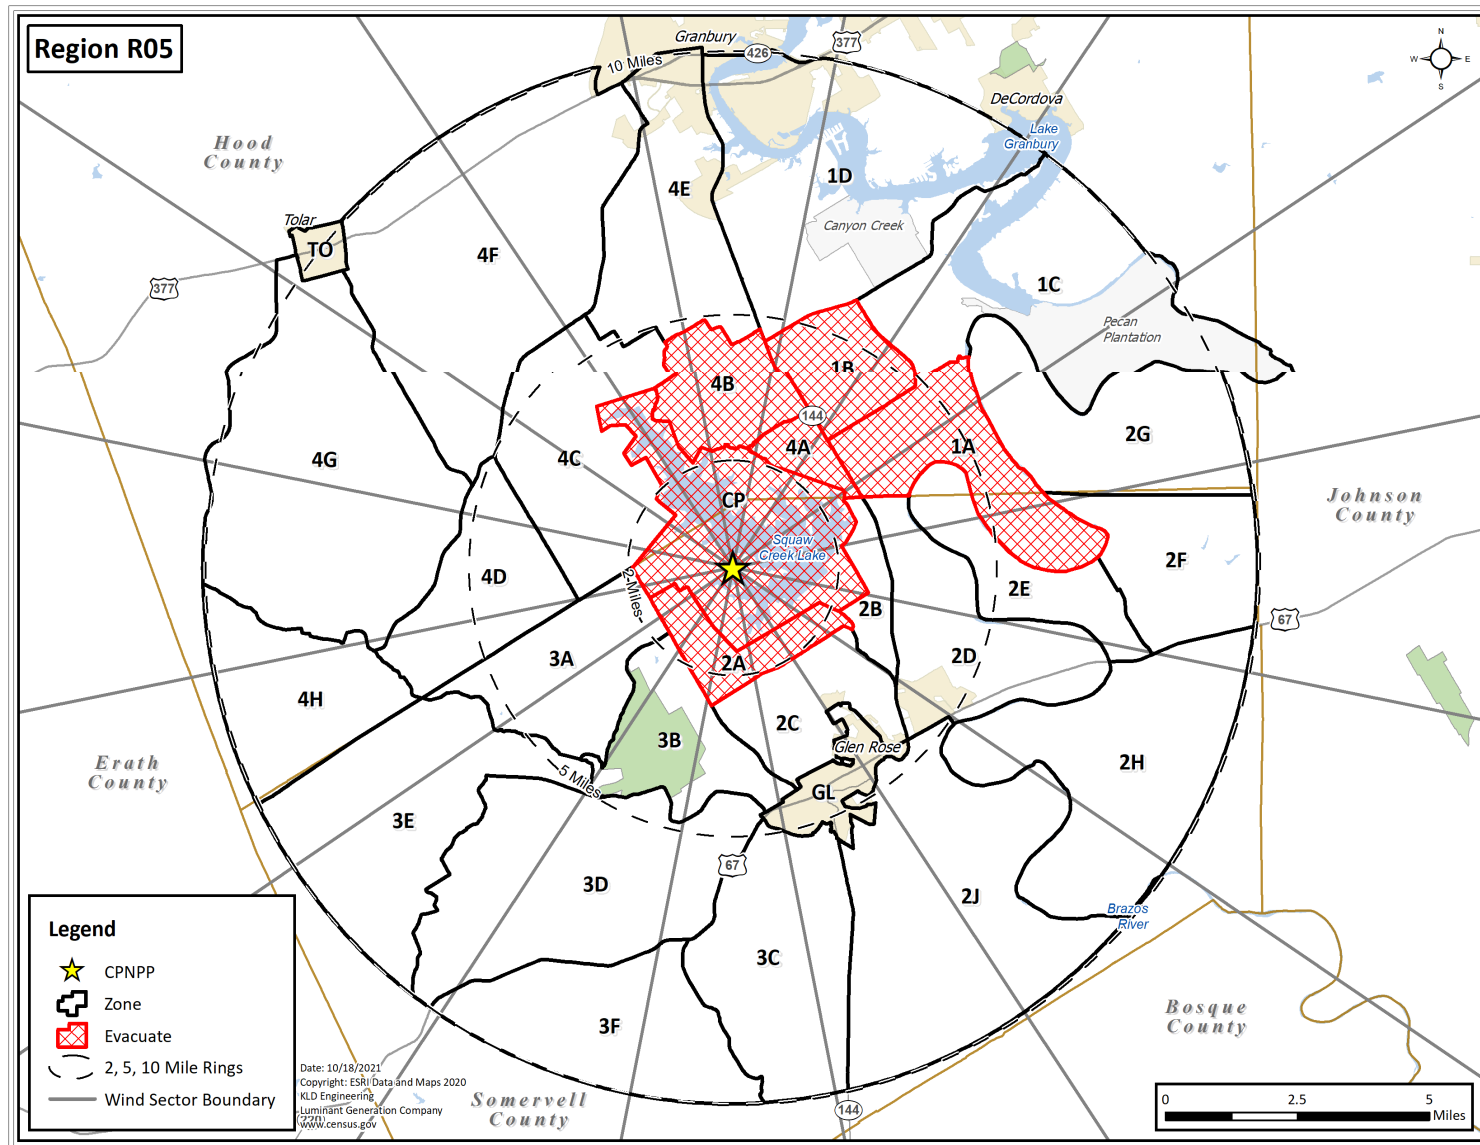 Region R05
Granbury
426
377
10 Miles
N
W
E
S
DeCordova
Hood
County
Lake
Granbury
4E
1D
Tolar
TO
Canyon Creek
4F
377
1C
Pecan
Plantation
1B
4B
144
2G
4A
1A
4G
4C
CP
Johnson
County
Squaw
Creek Lake
2F
4D
2 Miles
2E
2B
67
3A
2A
2D
4H
2C
3B
Glen Rose
2H
Erath
County
5 Miles
GL
3E
67
3D
2J
Brazos
River
Legend
CPNPP
Zone
Evacuate
2, 5, 10 Mile Rings
Wind Sector Boundary
3C
Bosque
County
3F
Date: 10/18/2021
Copyright: ESRI Data and Maps 2020
KLD Engineering
Luminant Generation Company
www.census.gov
Somervell
County
144
0
2.5
5
Miles